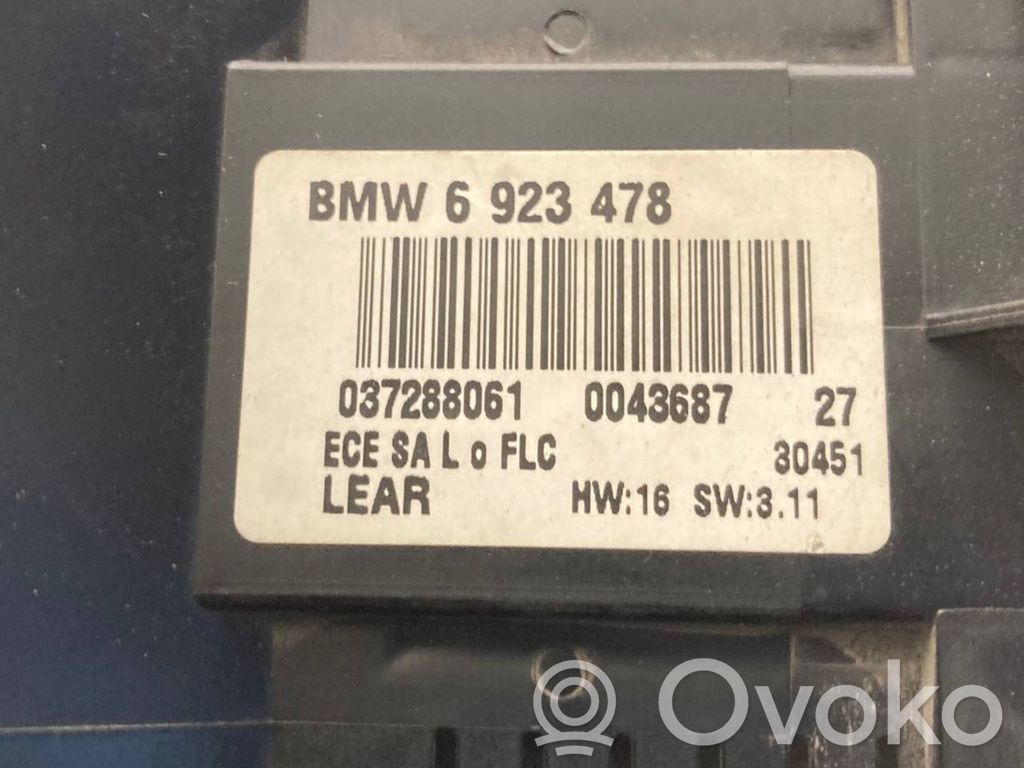 BMW 6 923 478
037288061 0043687 27
ECE SA L o FLC 30451
LEAR HW:16 SW:3.11
Ovoko